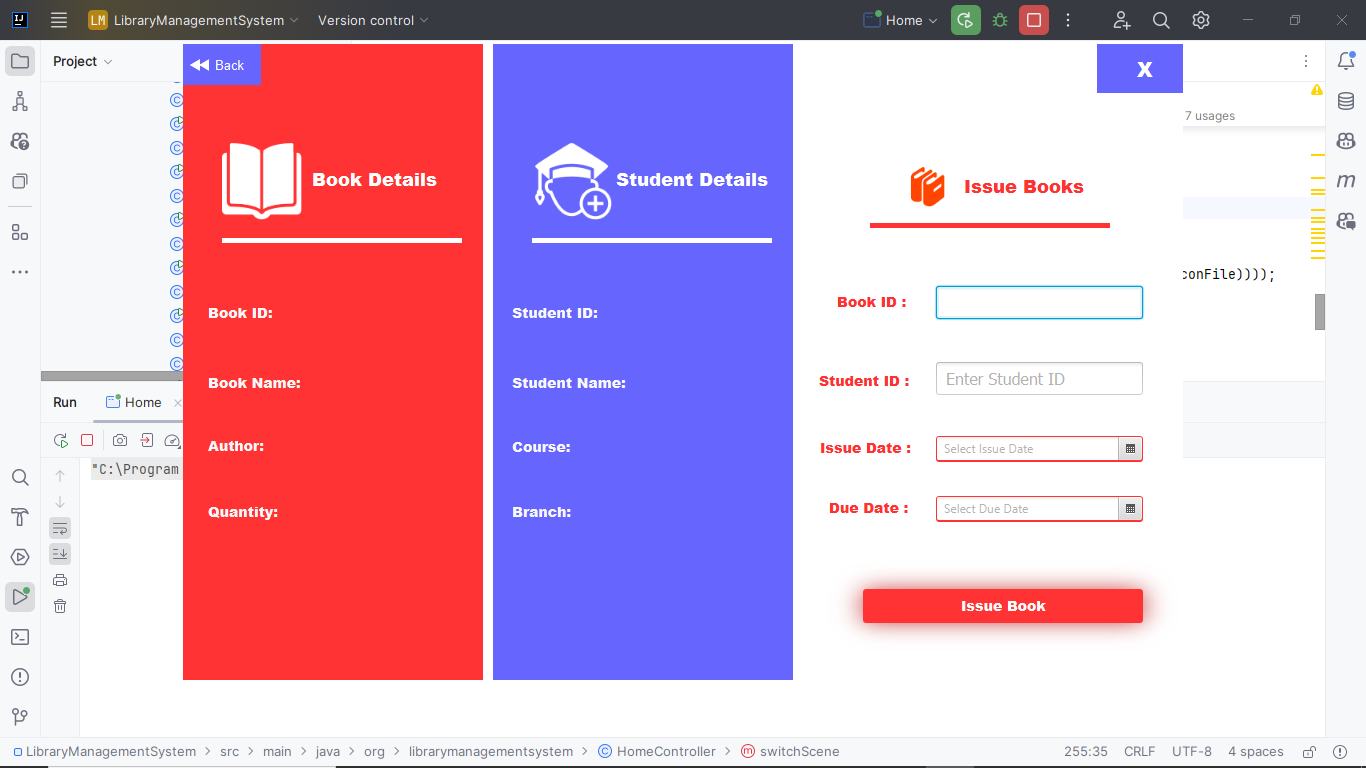 LM LibraryManagementSystem Version control Home
Project
Back
X
7 usages
Book Details
Student Details
Issue Books
conFile))));
Book ID:
Student ID:
Book ID :
Book Name:
Student Name:
Student ID : Enter Student ID
Run Home
Author:
Course:
Issue Date : Select Issue Date
"C:\Program
Quantity:
Branch:
Due Date : Select Due Date
Issue Book
LibraryManagementSystem > src > main > java > org > librarymanagementsystem > HomeController > switchScene 255:35 CRLF UTF-8 4 spaces